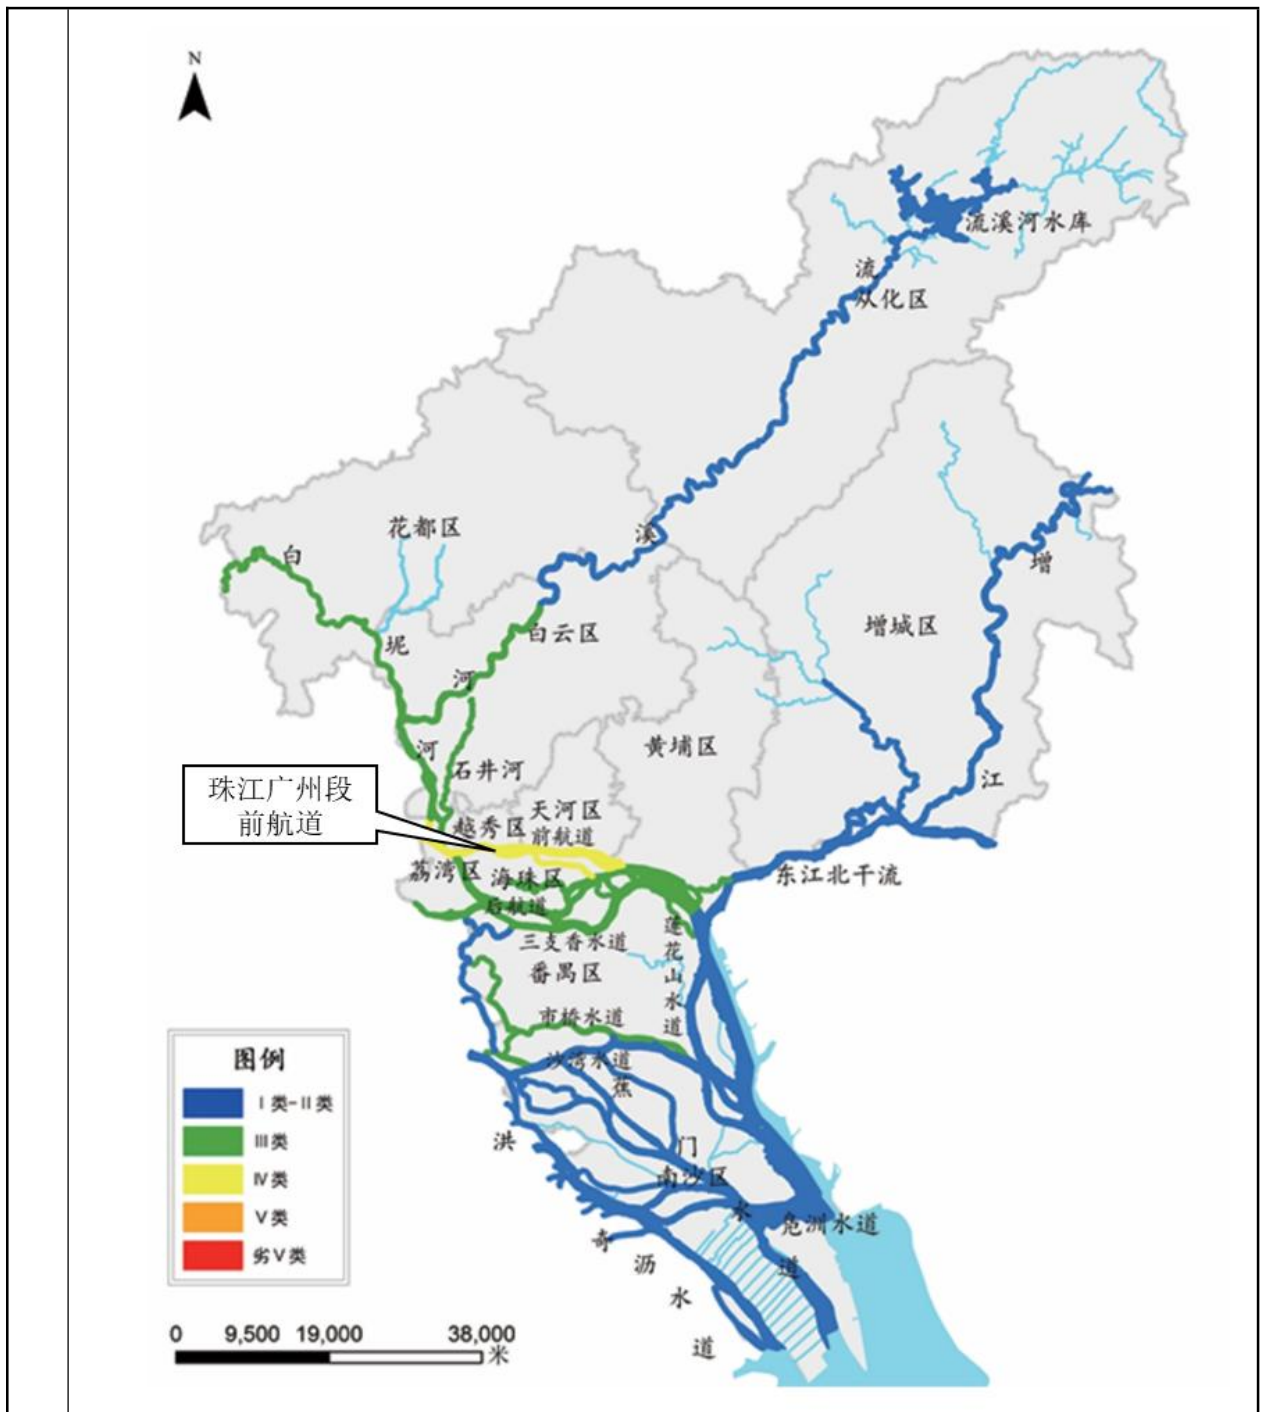 N
流溪河水库
流
从化区
花都区
白
溪
增
白云区
增城区
坭
河
黄埔区
河
石井河
江
珠江广州段
前航道
天河区
越秀区
前航道
荔湾区
海珠区
东江北干流
后航道
莲花山水道
三支香水道
番禺区
市桥水道
沙湾水道
蕉
洪
门
南沙区
水
凫洲水道
奇
沥
道
水
道
图例
I类-II类
III类
IV类
V类
劣V类
0 9,500 19,000 38,000
米